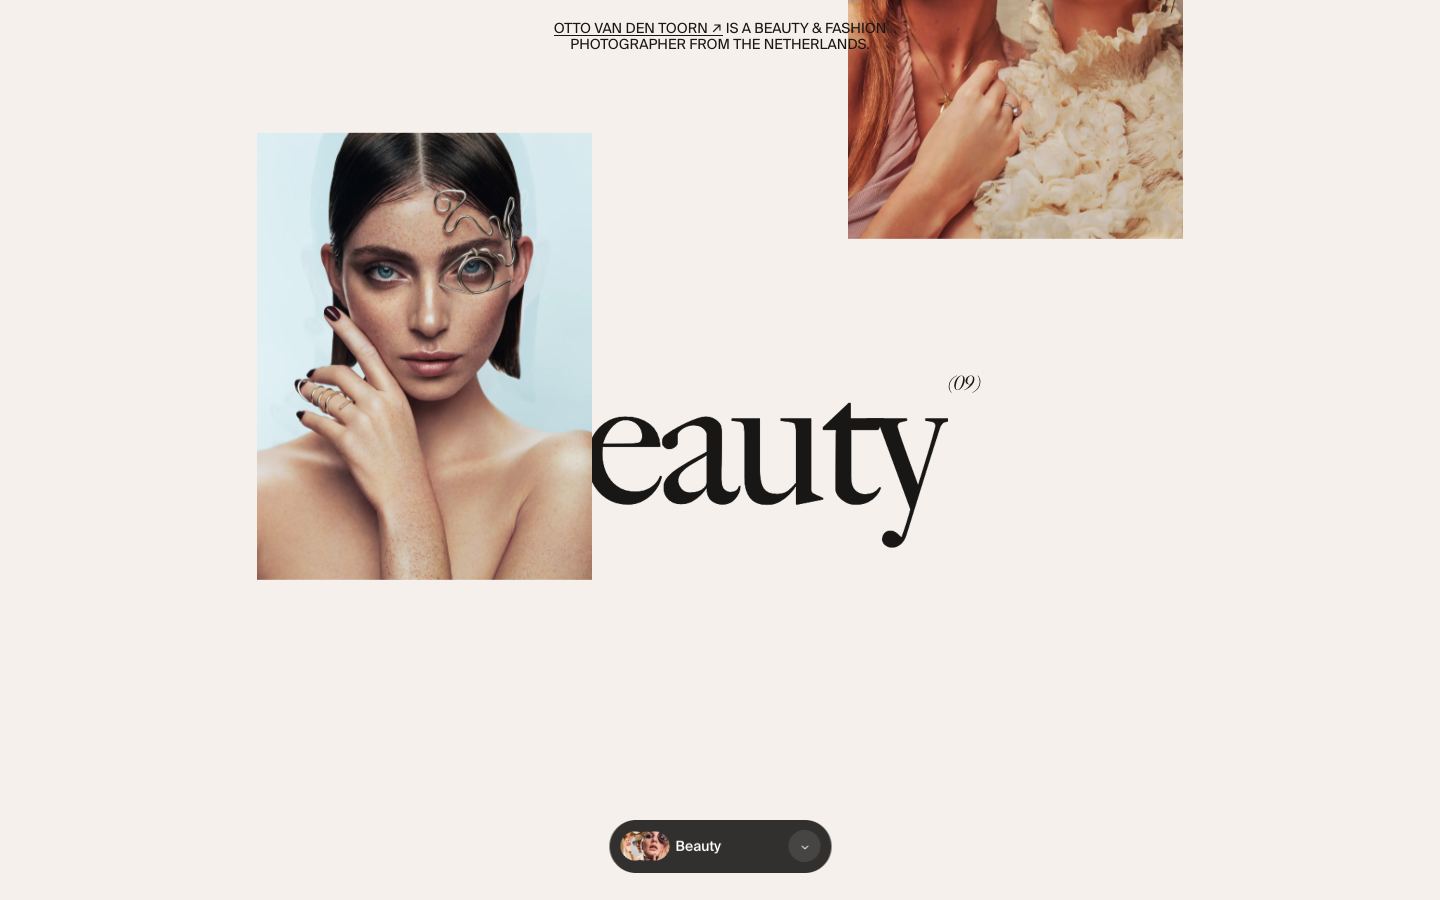 OTTO VAN DEN TOORN ↗ IS A BEAUTY & FASHION
PHOTOGRAPHER FROM THE NETHERLANDS.
(09)
eauty
Beauty